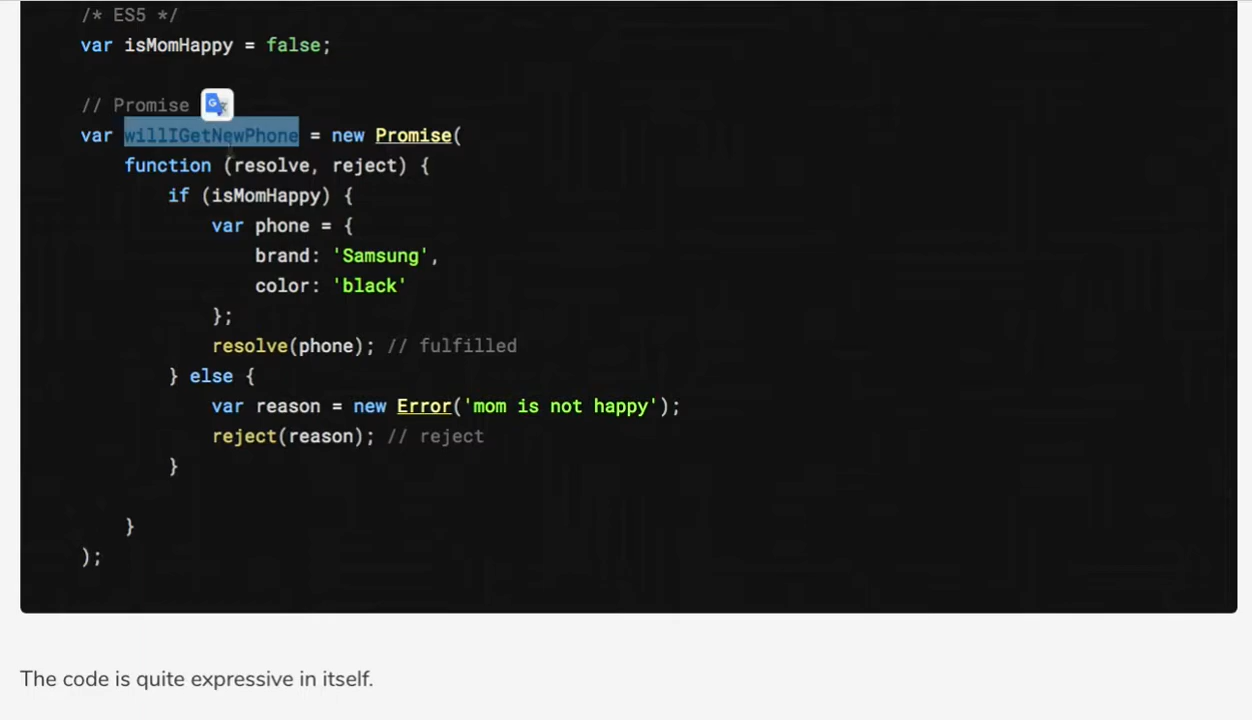 /* ES5 */
var isMomHappy = false;
// Promise
var willIGetNewPhone = new Promise(
function (resolve, reject) {
if (isMomHappy) {
var phone = {
brand: 'Samsung',
color: 'black'
};
resolve(phone); // fulfilled
} else {
var reason = new Error('mom is not happy');
reject(reason); // reject
}
}
);
The code is quite expressive in itself.